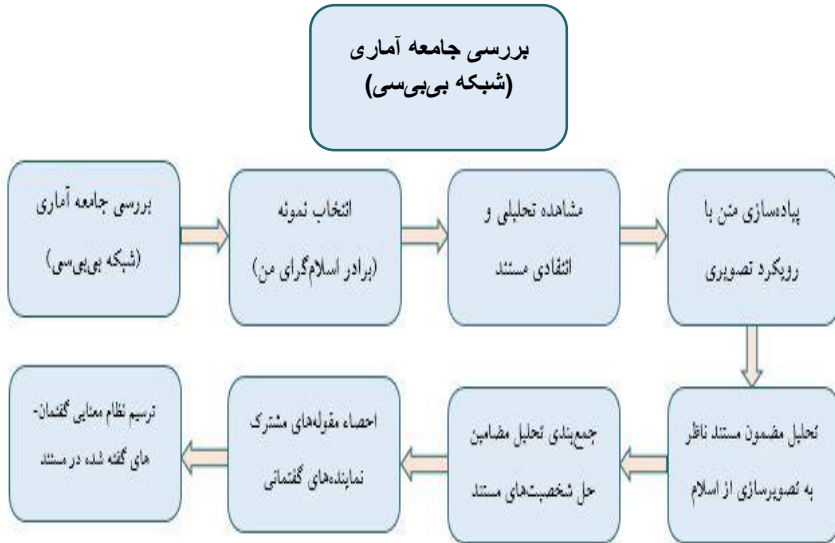 بررسی جامعه آماری
(شبکه بی‌بی‌سی)
بررسی جامعه آماری
(شبکه بی‌بی‌سی)
انتخاب نمونه
(برادر اسلام‌گرای من)
مشاهده تحلیلی و
انتقادی مستند
پیاده‌سازی متن با
رویکرد تصویری
تحلیل مضمون مستند ناظر
به تصویرسازی از اسلام
جمع‌بندی تحلیل مضامین
حل شخصیت‌های مستند
احصاء مقوله‌های مشترک
نماینده‌های گفتمانی
ترسیم نظام معنایی گفتمان-
های گفته شده در مستند